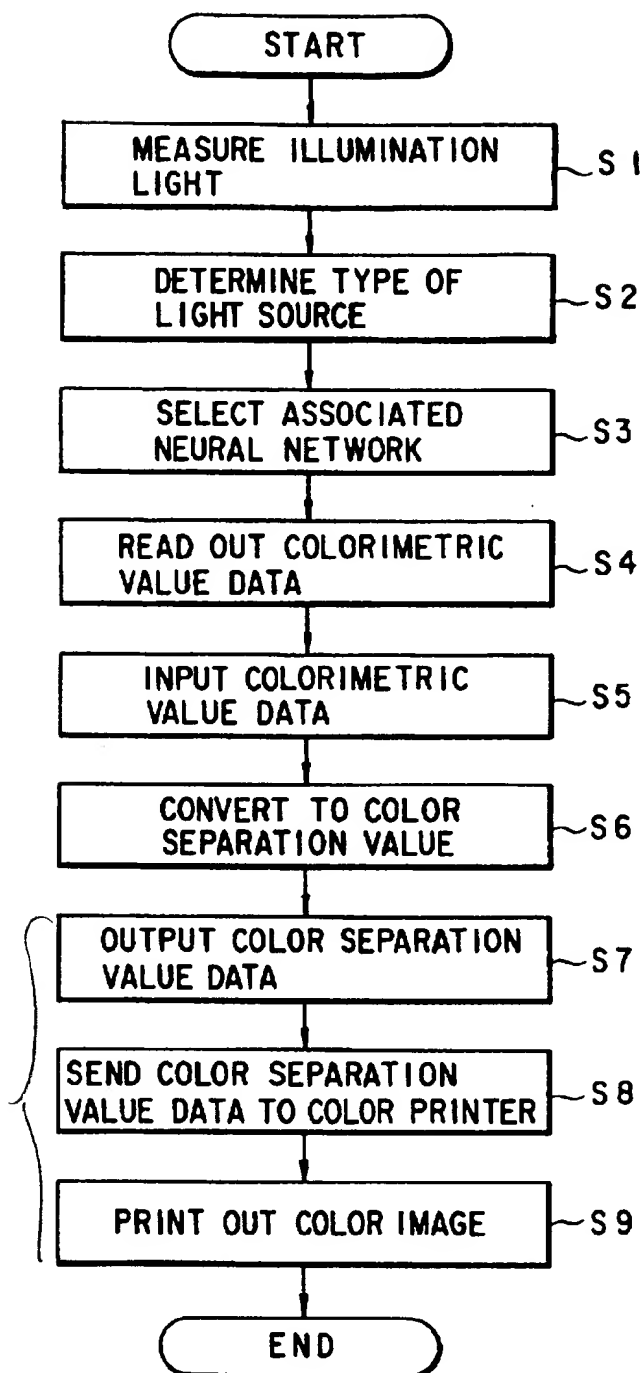 START
MEASURE ILLUMINATION
LIGHT
S1
DETERMINE TYPE OF
LIGHT SOURCE
S2
SELECT ASSOCIATED
NEURAL NETWORK
S3
READ OUT COLORIMETRIC
VALUE DATA
S4
INPUT COLORIMETRIC
VALUE DATA
S5
CONVERT TO COLOR
SEPARATION VALUE
S6
OUTPUT COLOR SEPARATION
VALUE DATA
S7
SEND COLOR SEPARATION
VALUE DATA TO COLOR PRINTER
S8
PRINT OUT COLOR IMAGE
S9
END